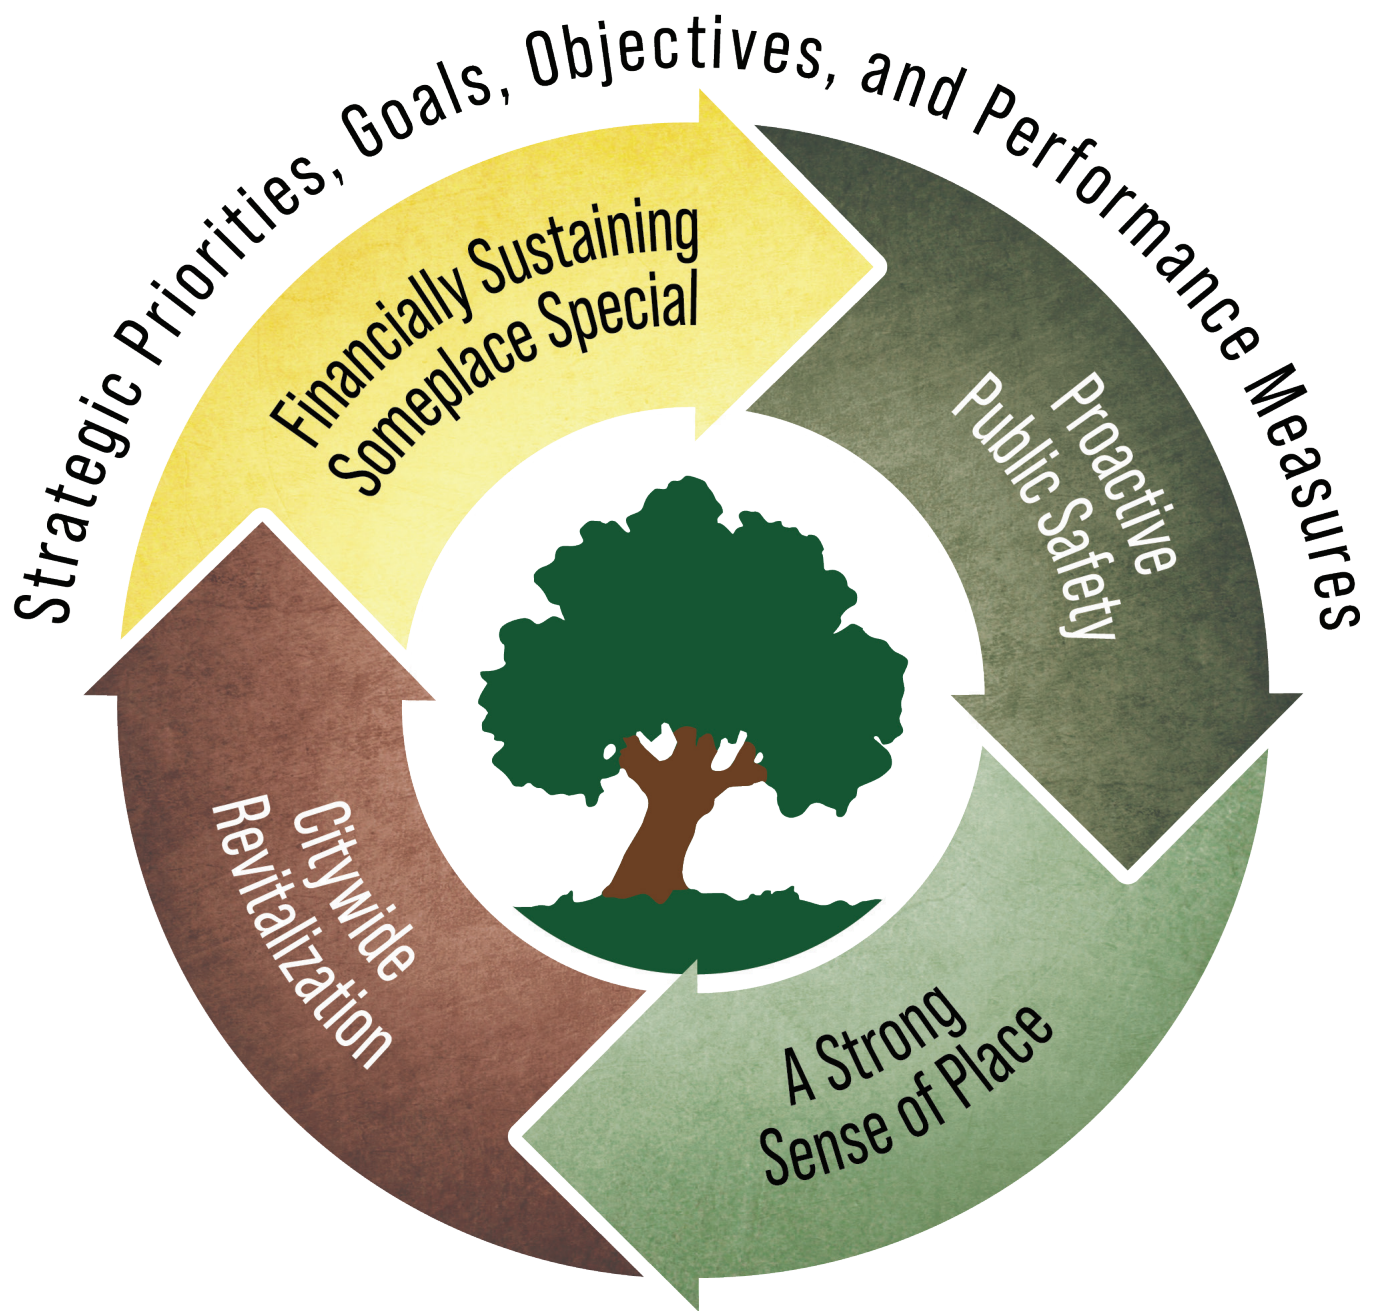 Strategic Priorities, Goals, Objectives, and Performance Measures
Financially Sustaining
Someplace Special
Proactive
Public Safety
A Strong
Sense of Place
Citywide
Revitalization